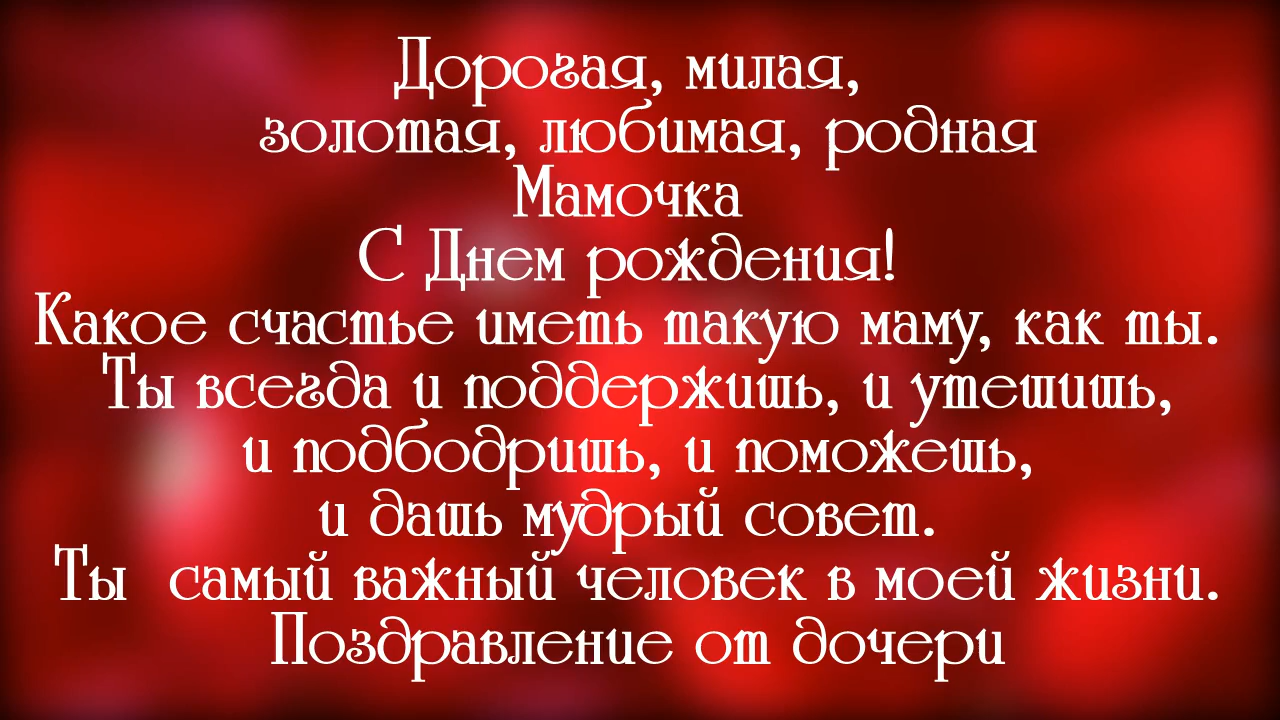 Дорогая, милая,
золотая, любимая, родная
Мамочка
С Днем рождения!
Какое счастье иметь такую маму, как ты.
Ты всегда и поддержишь, и утешишь,
и подбодришь, и поможешь,
и дашь мудрый совет.
Ты  самый важный человек в моей жизни.
Поздравление от дочери